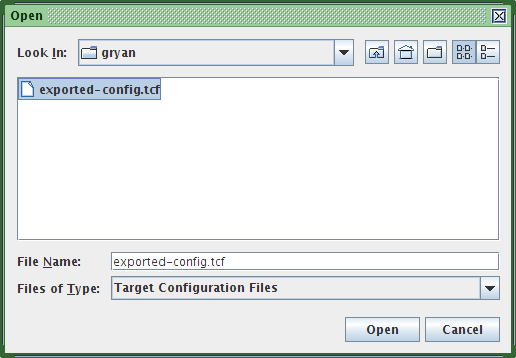 Open
Look In: gryan
exported-config.tcf
File Name: exported-config.tcf
Files of Type: Target Configuration Files
Open Cancel